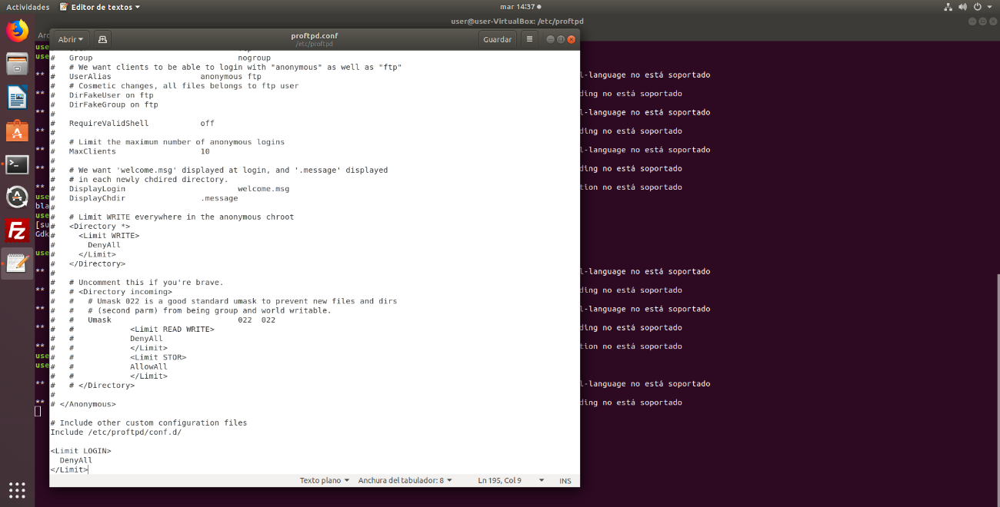 Actividades Editor de textos mar 14:37
user@user-VirtualBox: /etc/proftpd
Abrir proftpd.conf Guardar
/etc/proftpd
# Group nogroup
# # We want clients to be able to login with "anonymous" as well as "ftp"
# UserAlias anonymous ftp
# # Cosmetic changes, all files belongs to ftp user
# DirFakeUser on ftp
# DirFakeGroup on ftp
#
# RequireValidShell off
#
# # Limit the maximum number of anonymous logins
# MaxClients 10
#
# # We want 'welcome.msg' displayed at login, and '.message' displayed
# # in each newly chdired directory.
# DisplayLogin welcome.msg
# DisplayChdir .message
#
# # Limit WRITE everywhere in the anonymous chroot
# <Directory *>
# <Limit WRITE>
# DenyAll
# </Limit>
# </Directory>
#
# # Uncomment this if you're brave.
# # <Directory incoming>
# # # Umask 022 is a good standard umask to prevent new files and dirs
# # # (second parm) from being group and world writable.
# # Umask 022 022
# # <Limit READ WRITE>
# # DenyAll
# # </Limit>
# # <Limit STOR>
# # AllowAll
# # </Limit>
# # </Directory>
#
# </Anonymous>
# Include other custom configuration files
Include /etc/proftpd/conf.d/
<Limit LOGIN>
DenyAll
</Limit>
Texto plano Anchura del tabulador: 8 Ln 195, Col 9 INS
Arc
use
use
** l-language no está soportado
** ding no está soportado
** l-language no está soportado
** ding no está soportado
** l-language no está soportado
** ding no está soportado
** tion no está soportado
use
bla
use
[su
Gdk
use
** l-language no está soportado
** ding no está soportado
** l-language no está soportado
** ding no está soportado
** tion no está soportado
use
use
** l-language no está soportado
** ding no está soportado